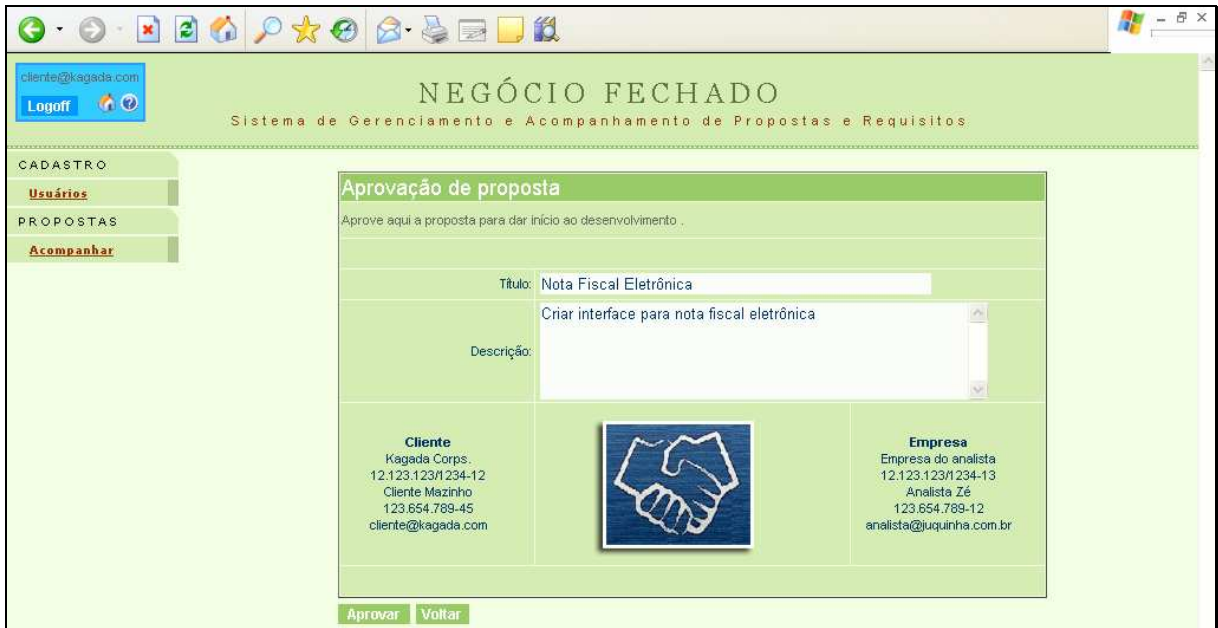 cliente@kagada.com
Logoff
NEGÓCIO FECHADO
Sistema de Gerenciamento e Acompanhamento de Propostas e Requisitos
CADASTRO
Usuários
PROPOSTAS
Acompanhar
Aprovação de proposta
Aprove aqui a proposta para dar início ao desenvolvimento .
Título: Nota Fiscal Eletrônica
Descrição: Criar interface para nota fiscal eletrônica
Cliente
Kagada Corps.
12.123.123/1234-12
Cliente Mazinho
123.654.789-45
cliente@kagada.com
Empresa
Empresa do analista
12.123.123/1234-13
Analista Zé
123.654.789-12
analista@juquinha.com.br
Aprovar Voltar